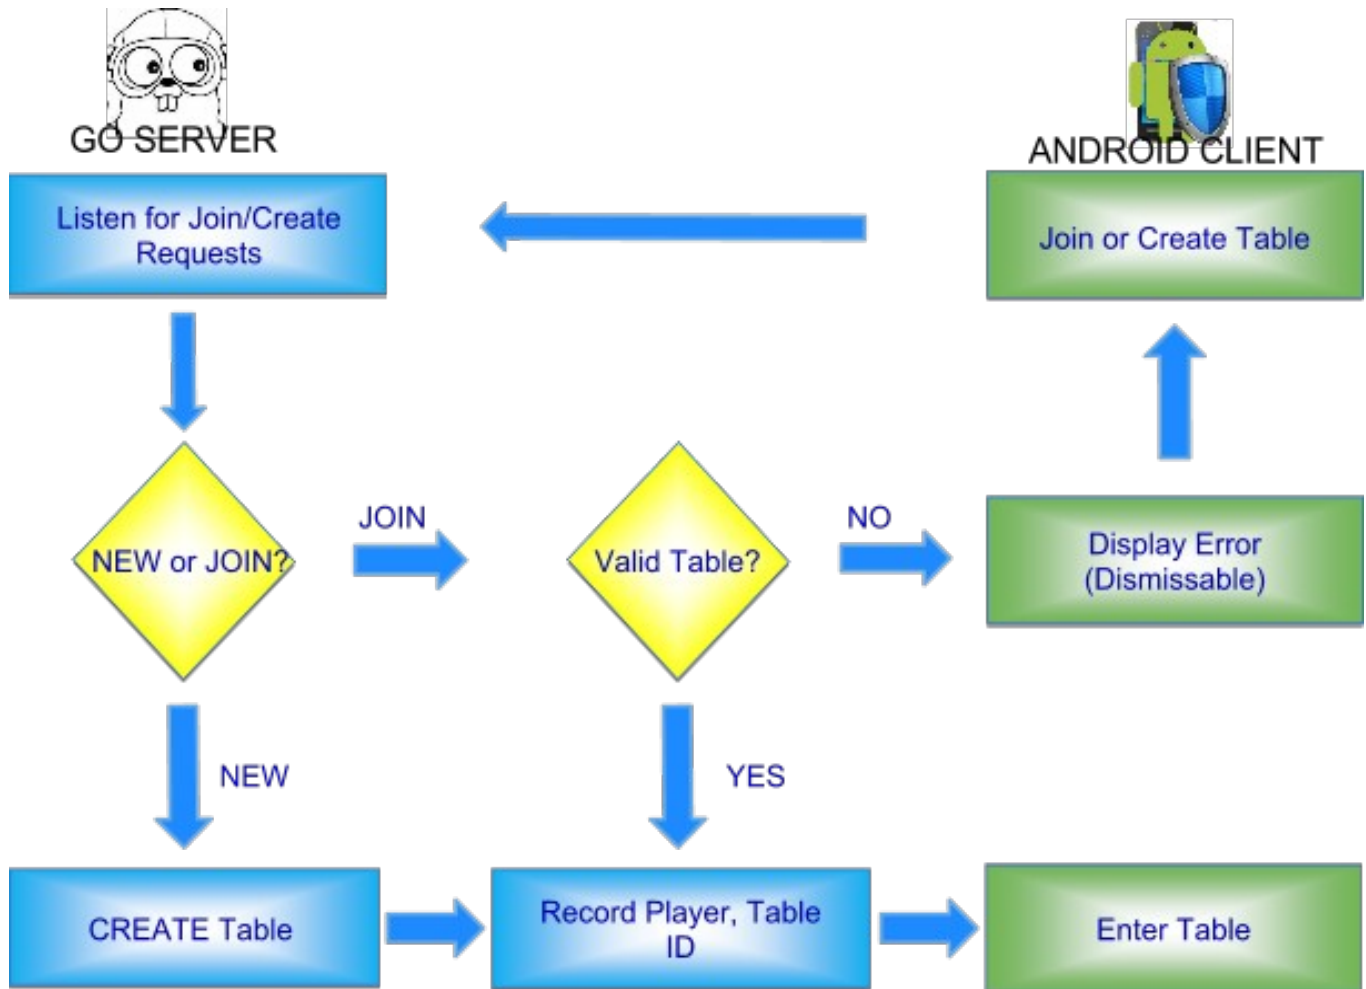 GO SERVER
ANDROID CLIENT
Listen for Join/Create
Requests
Join or Create Table
NEW or JOIN?
JOIN
Valid Table?
NO
Display Error
(Dismissable)
NEW
YES
CREATE Table
Record Player, Table
ID
Enter Table